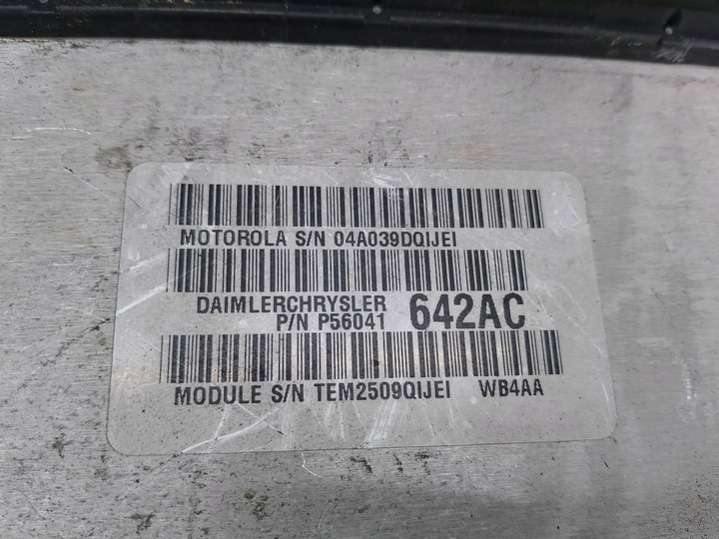 MOTOROLA S/N 04A039DQIJEI
DAIMLERCHRYSLER
P/N P56041 642AC
MODULE S/N TEM2509QIJEI WB4AA